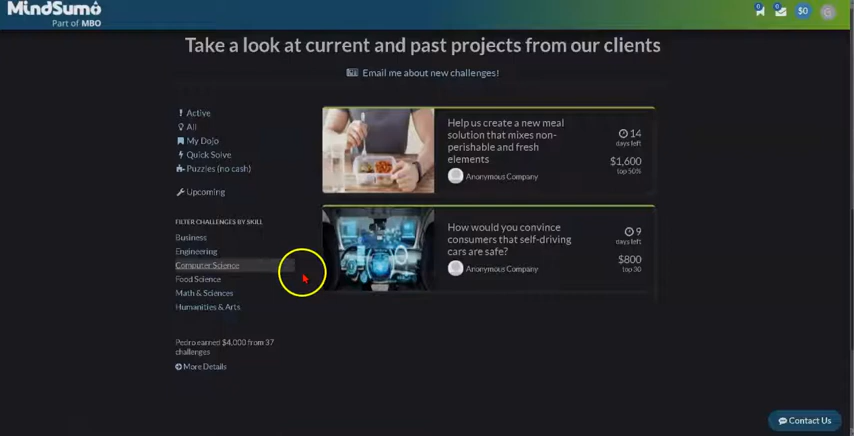 MindSumo
Part of MBO
0
0
$0
G
Take a look at current and past projects from our clients
Email me about new challenges!
Active
All
My Dojo
Quick Solve
Puzzles (no cash)
Upcoming
FILTER CHALLENGES BY SKILL
Business
Engineering
Computer Science
Food Science
Math & Sciences
Humanities & Arts
Pedro earned $4,000 from 37
challenges
More Details
Help us create a new meal
solution that mixes non-
perishable and fresh
elements
Anonymous Company
14
days left
$1,600
top 50%
How would you convince
consumers that self-driving
cars are safe?
Anonymous Company
9
days left
$800
top 30
Contact Us